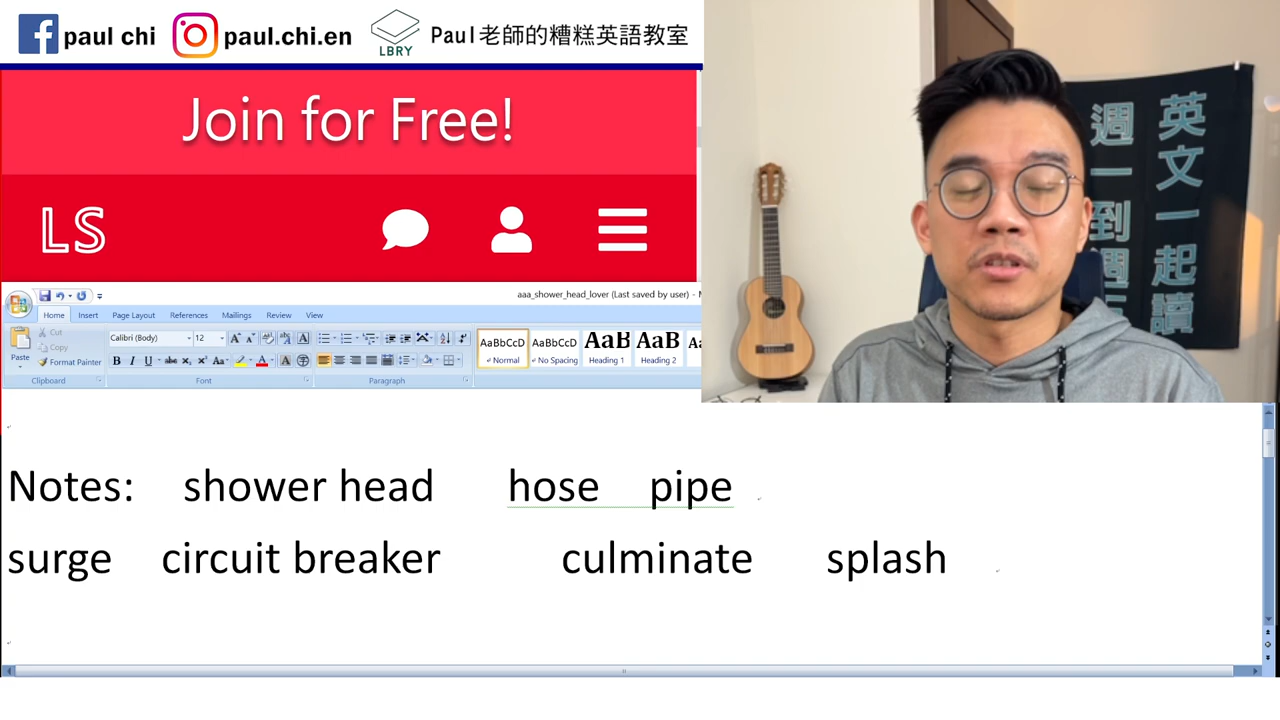 paul chi
paul.chi.en
LBRY
Paul老師的糟糕英語教室
Join for Free!
LS
aaa_shower_head_lover (Last saved by user) - M
Home Insert Page Layout References Mailings Review View
Paste
Cut
Copy
Format Painter
Clipboard
Calibri (Body) 12
Font
Paragraph
AaBbCcD AaBbCcD AaB AaB Aa
Normal No Spacing Heading 1 Heading 2
英文一起讀
週一到週
Notes: shower head hose pipe
surge circuit breaker culminate splash